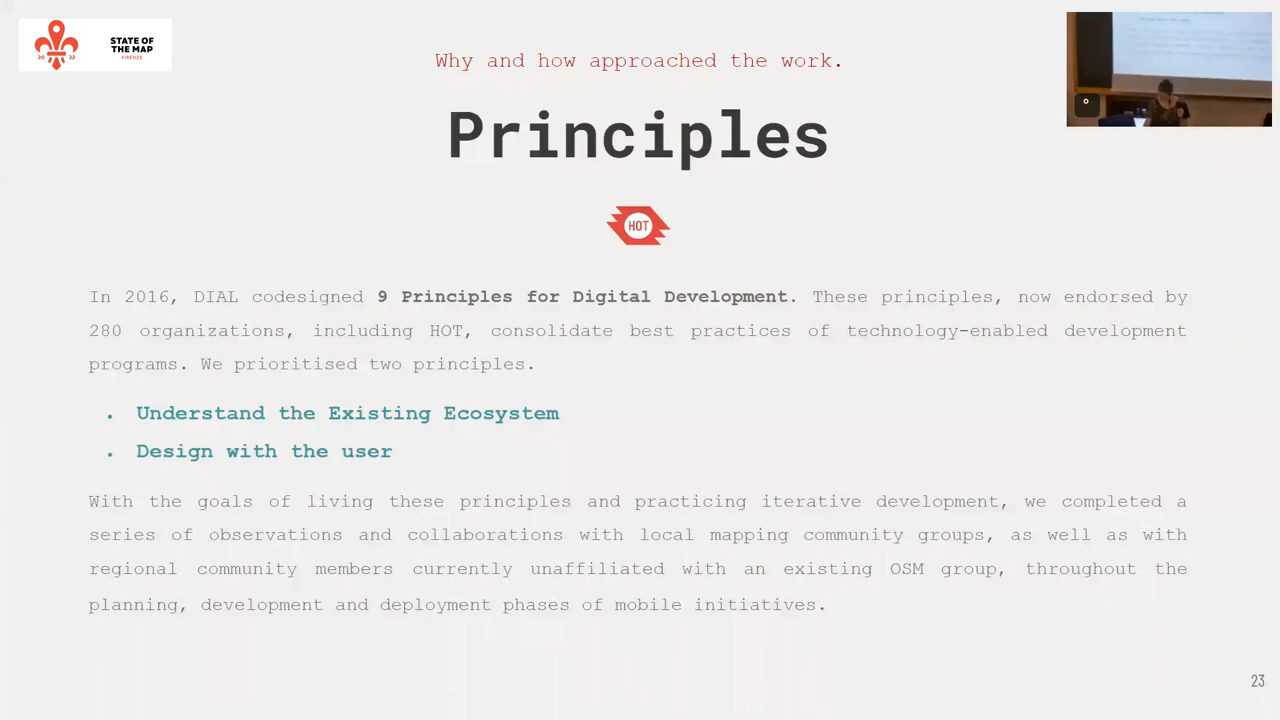 STATE OF
THE MAP
FIRENZE
20 22
Why and how approached the work.
Principles
HOT
In 2016, DIAL codesigned 9 Principles for Digital Development. These principles, now endorsed by
280 organizations, including HOT, consolidate best practices of technology-enabled development
programs. We prioritised two principles.
. Understand the Existing Ecosystem
. Design with the user
With the goals of living these principles and practicing iterative development, we completed a
series of observations and collaborations with local mapping community groups, as well as with
regional community members currently unaffiliated with an existing OSM group, throughout the
planning, development and deployment phases of mobile initiatives.
23